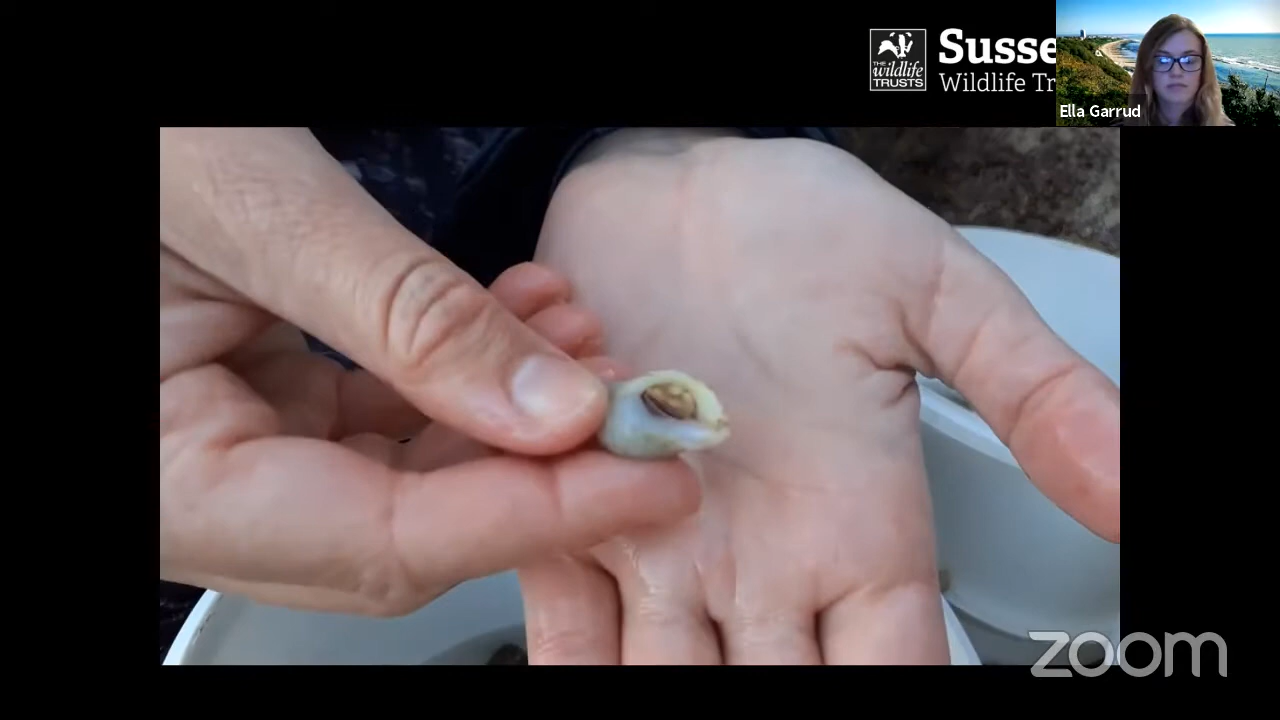 THE
wildlife
TRUSTS
Susse
Wildlife Tr
Ella Garrud
zoom